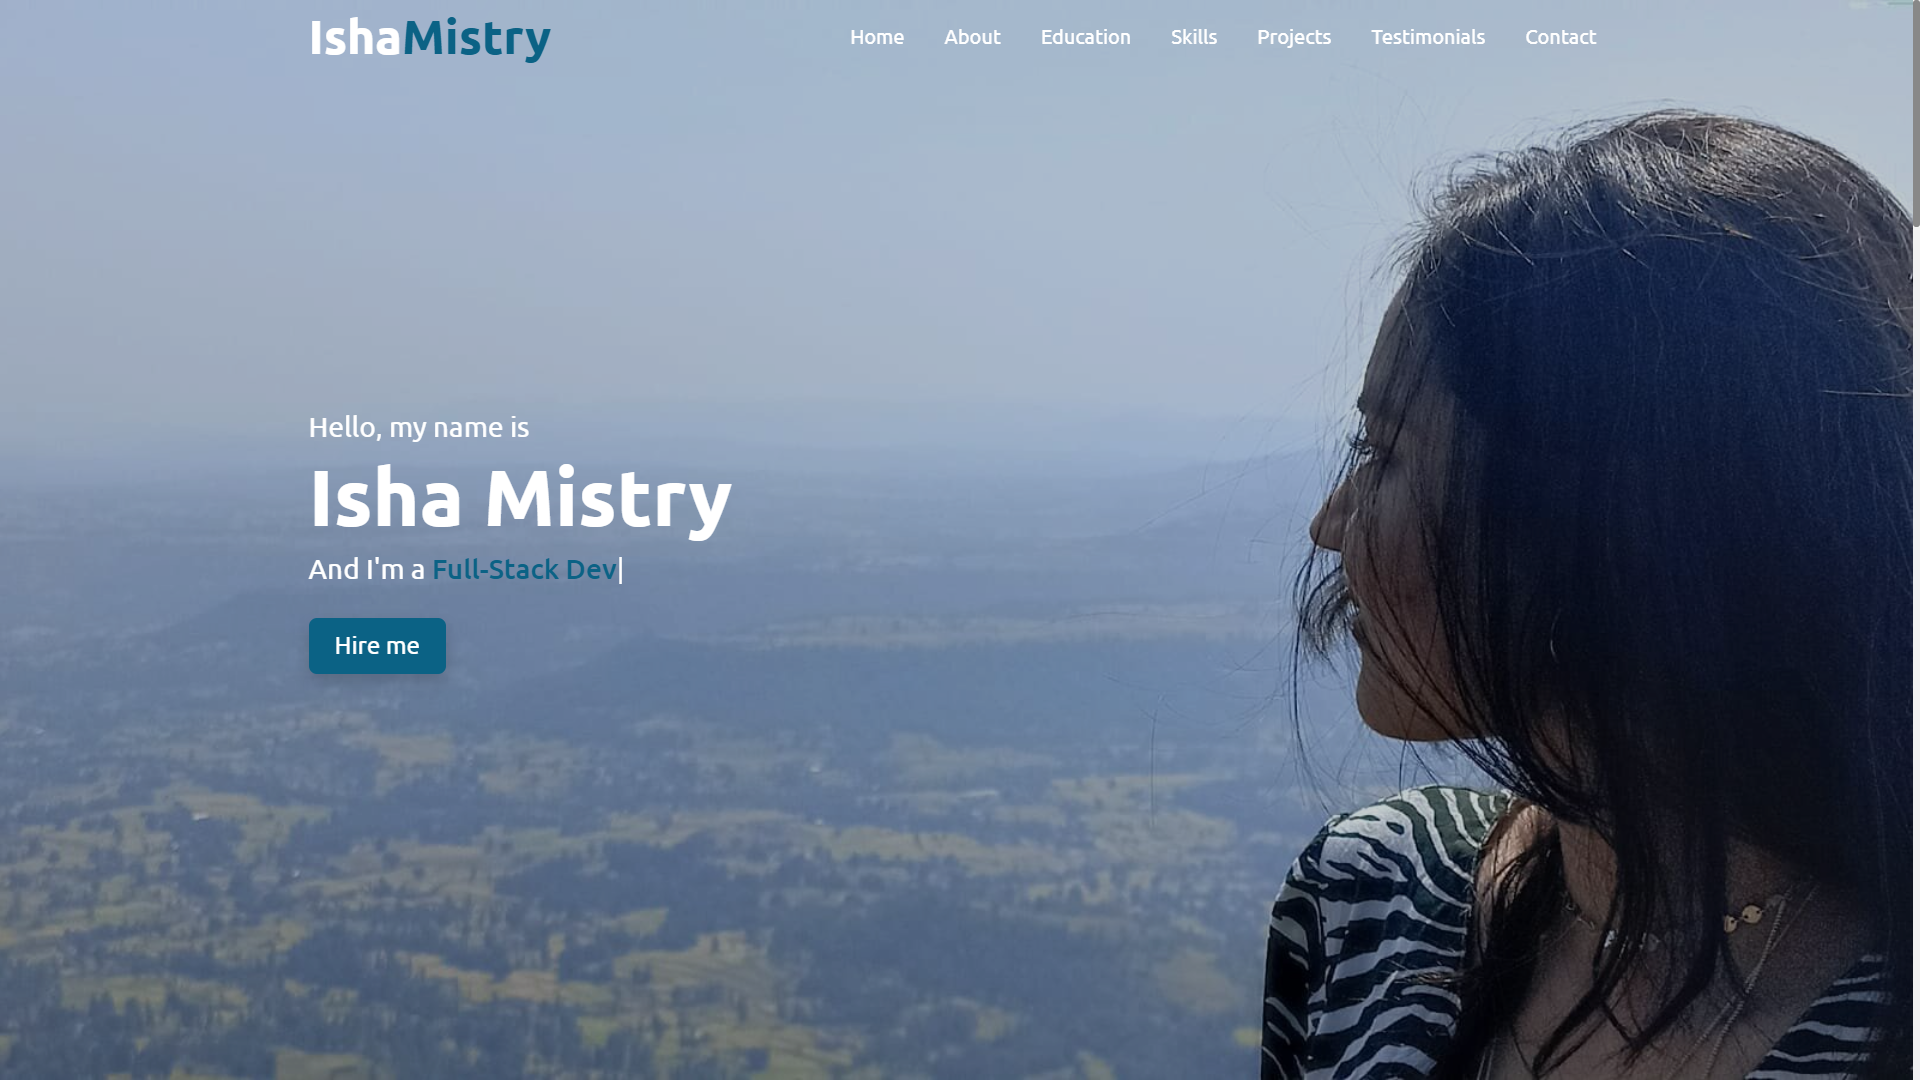 IshaMistry
Home About Education Skills Projects Testimonials Contact
Hello, my name is
Isha Mistry
And I'm a Full-Stack Dev|
Hire me